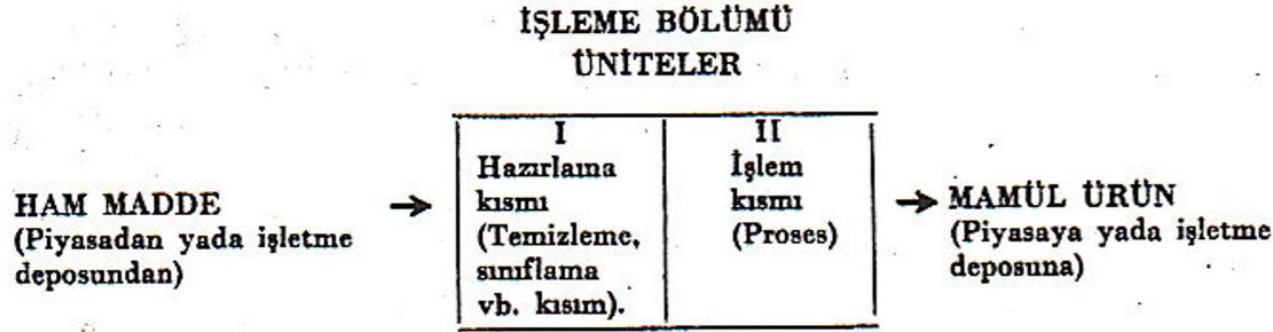 İŞLEME BÖLÜMÜ
ÜNİTELER
HAM MADDE
(Piyasadan yada işletme
deposundan)
I
Hazırlama
kısmı
(Temizleme,
sınıflama
vb. kısım).
II
İşlem
kısmı
(Proses)
MAMÜL ÜRÜN
(Piyasaya yada işletme
deposuna)